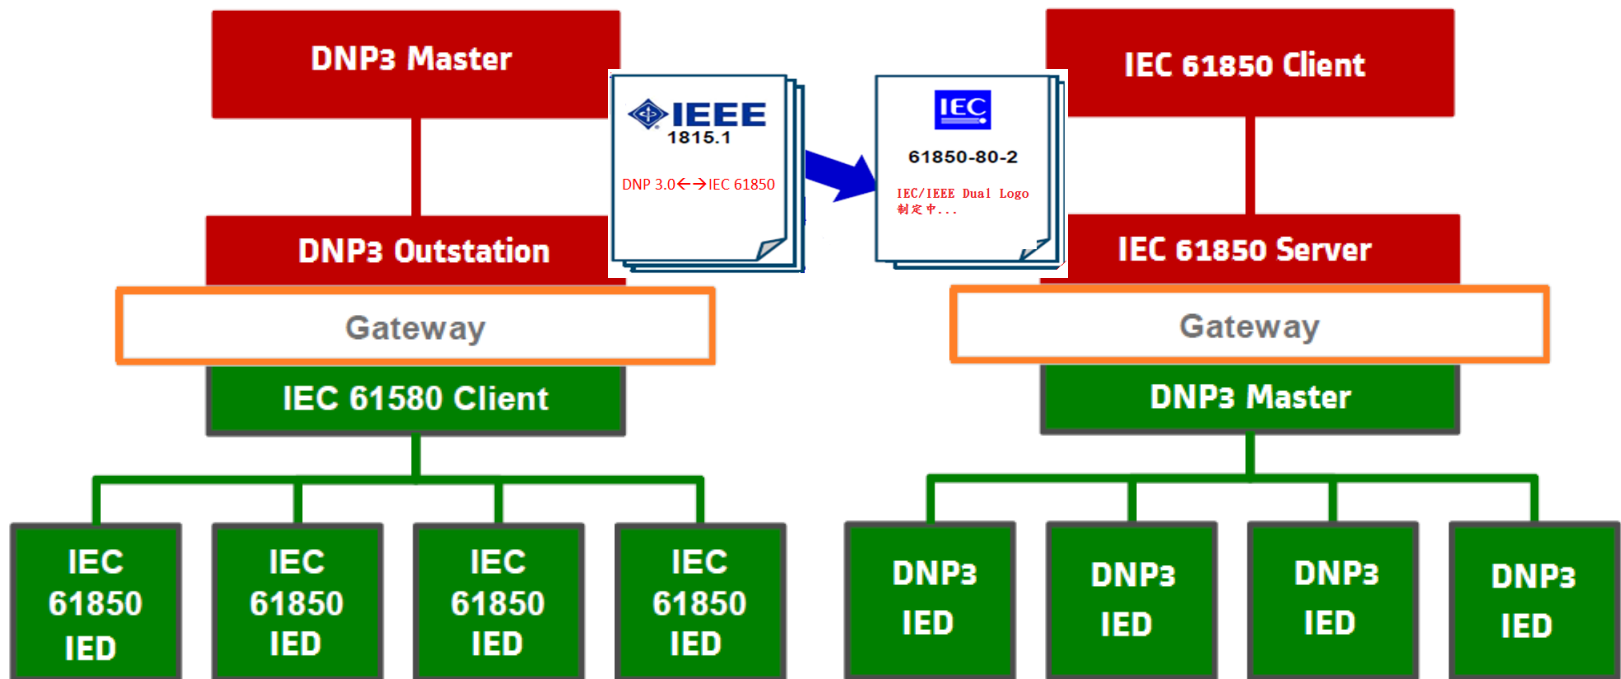 DNP3 Master
IEC 61850 Client
IEEE
1815.1
DNP 3.0←→IEC 61850
IEC
61850-80-2
IEC/IEEE Dual Logo
制定中...
DNP3 Outstation
IEC 61850 Server
Gateway
Gateway
IEC 61580 Client
DNP3 Master
IEC
61850
IED
IEC
61850
IED
IEC
61850
IED
IEC
61850
IED
DNP3
IED
DNP3
IED
DNP3
IED
DNP3
IED